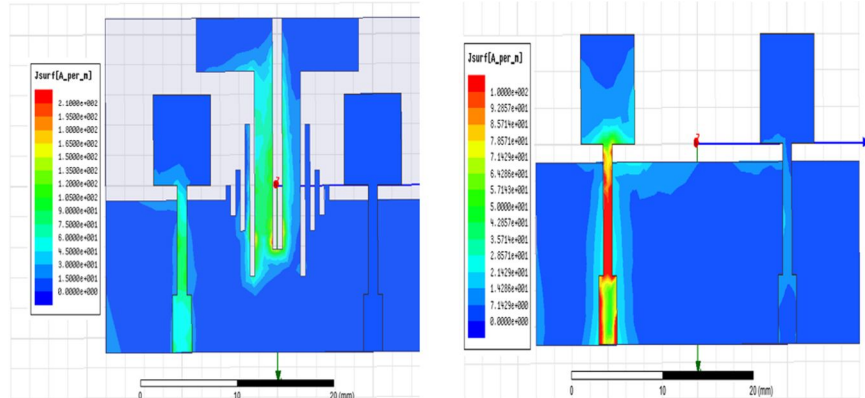 Jsurf[A_per_m]
2.1000e+002
1.9500e+002
1.8000e+002
1.6500e+002
1.5000e+002
1.3500e+002
1.2000e+002
1.0500e+002
9.0000e+001
7.5000e+001
6.0000e+001
4.5000e+001
3.0000e+001
1.5000e+001
0.0000e+000
0
10
20 (mm)
Jsurf[A_per_m]
1.0000e+002
9.2857e+001
8.5714e+001
7.8571e+001
7.1429e+001
6.4286e+001
5.7143e+001
5.0000e+001
4.2857e+001
3.5714e+001
2.8571e+001
2.1429e+001
1.4286e+001
7.1429e+000
0.0000e+000
0
10
20 (mm)